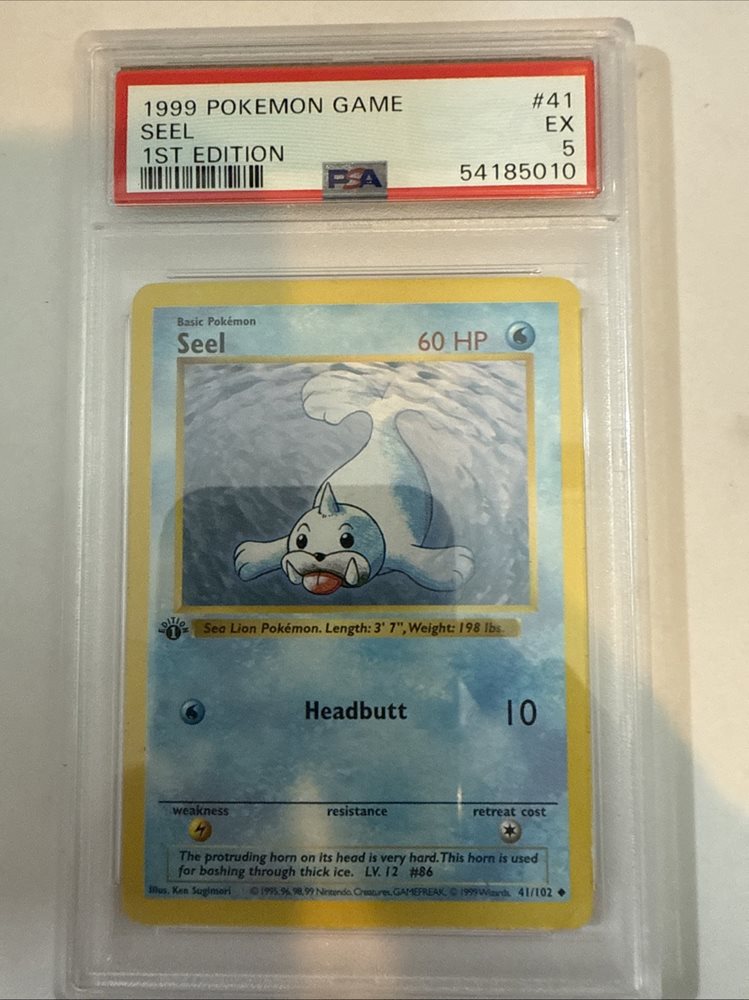 1999 POKEMON GAME #41
SEEL EX
1ST EDITION 5
PSA 54185010
Basic Pokémon
Seel 60 HP
EDITION 1
Sea Lion Pokémon. Length: 3' 7", Weight: 198 lbs.
Headbutt 10
weakness resistance retreat cost
The protruding horn on its head is very hard. This horn is used
for bashing through thick ice. LV. 12 #86
Illus. Ken Sugimori © 1995, 96, 98, 99 Nintendo, Creatures, GAMEFREAK. © 1999 Wizards. 41/102